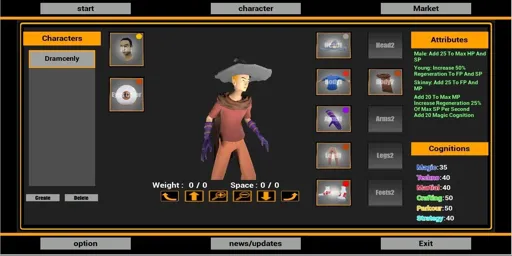 start
character
Market
Characters
Dramcenly
Create
Delete
Weight : 0 / 0
Space : 0 / 0
Head2
Arms2
Legs2
Feets2
Attributes
Male: Add 25 To Max HP And
SP
Young: Increase 50%
Regeneration To FP And SP
Skinny: Add 25 To FP And
MP
Add 20 To Max MP
Increase Regeneration 25%
Of Max SP Per Second
Add 20 Magic Cognition
Cognitions
Magic:35
Techno:40
Martial:40
Crafting:50
Parkour:50
Stretegy:40
option
news/updates
Exit